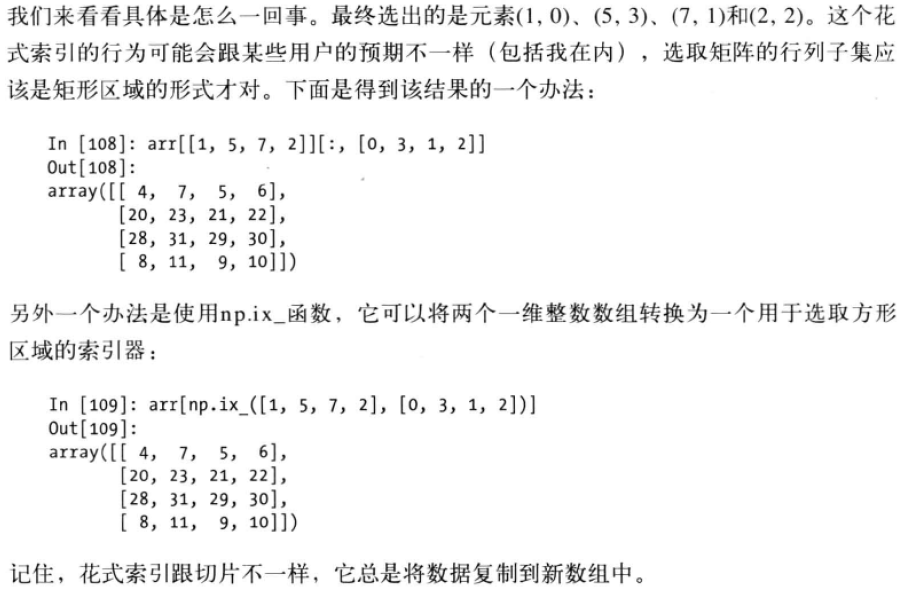 我们来看看具体是怎么一回事。最终选出的是元素(1, 0)、(5, 3)、(7, 1)和(2, 2)。这个花
式索引的行为可能会跟某些用户的预期不一样（包括我在内），选取矩阵的行列子集应
该是矩形区域的形式才对。下面是得到该结果的一个办法：
In [108]: arr[[1, 5, 7, 2]][:, [0, 3, 1, 2]]
Out[108]:
array([[ 4,  7,  5,  6],
       [20, 23, 21, 22],
       [28, 31, 29, 30],
       [ 8, 11,  9, 10]])
另外一个办法是使用np.ix_函数，它可以将两个一维整数数组转换为一个用于选取方形
区域的索引器：
In [109]: arr[np.ix_([1, 5, 7, 2], [0, 3, 1, 2])]
Out[109]:
array([[ 4,  7,  5,  6],
       [20, 23, 21, 22],
       [28, 31, 29, 30],
       [ 8, 11,  9, 10]])
记住，花式索引跟切片不一样，它总是将数据复制到新数组中。